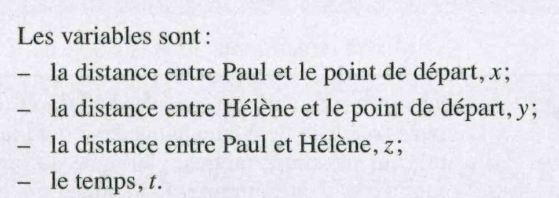 Les variables sont :
– la distance entre Paul et le point de départ, x;
– la distance entre Hélène et le point de départ, y;
– la distance entre Paul et Hélène, z;
– le temps, t.